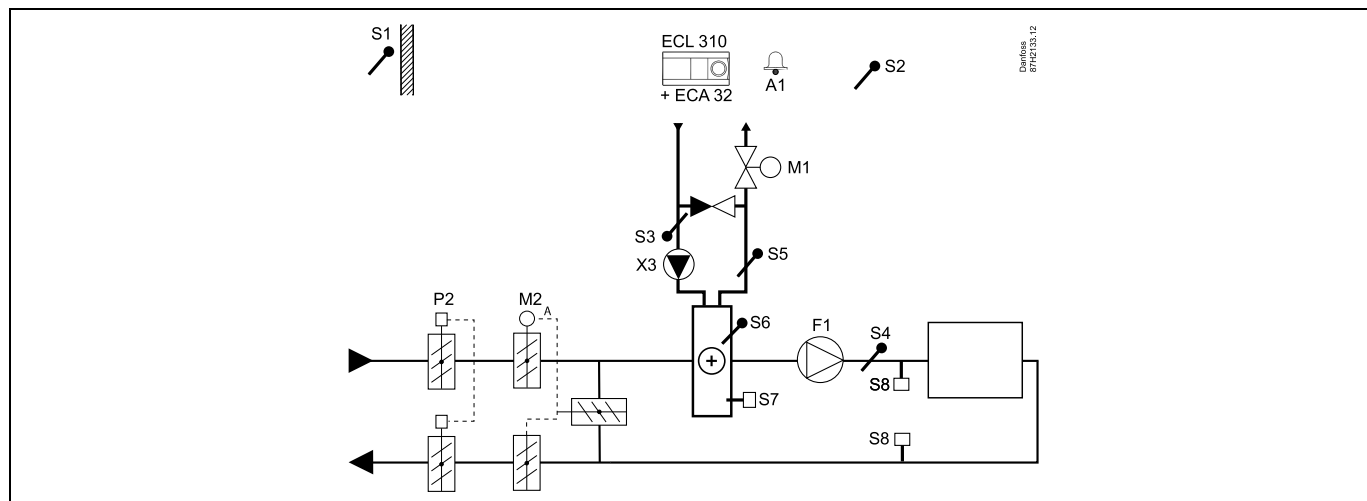 S1
ECL 310
+ ECA 32
A1
S2
Danfoss
87H2133.12
M1
S3
X3
S5
P2
M2
A
S6
F1
S4
S8
S7
S8